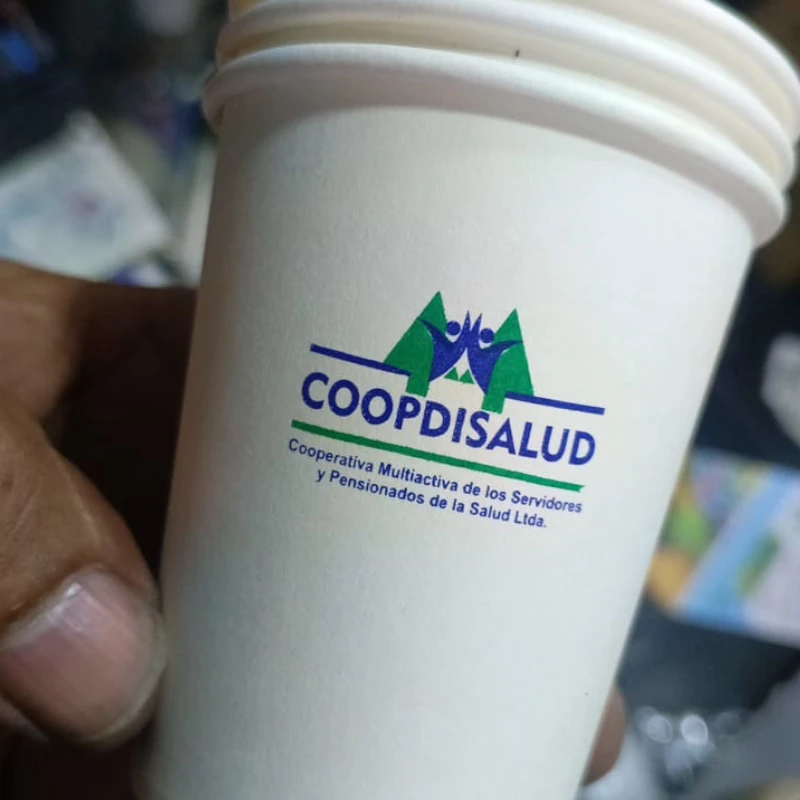 COOPDISALUD
Cooperativa Multiactiva de los Servidores
y Pensionados de la Salud Ltda.